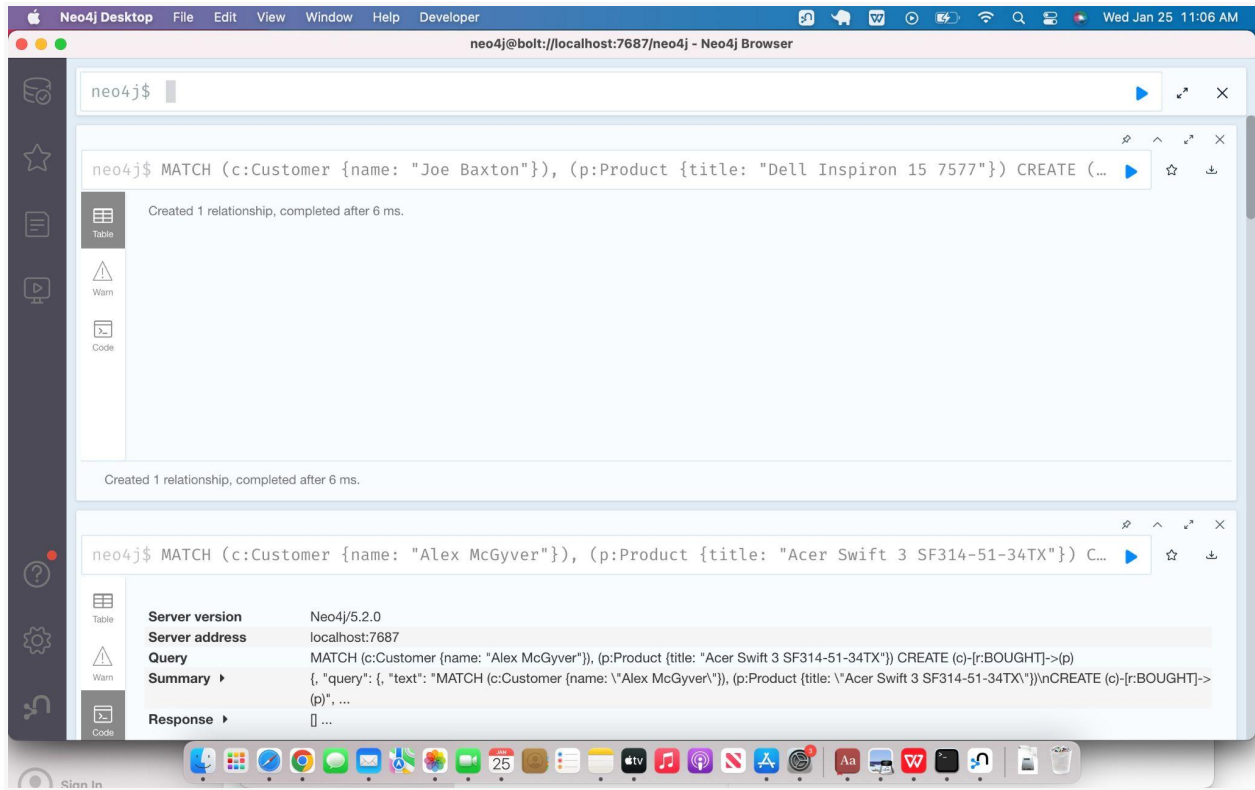 Neo4j Desktop File Edit View Window Help Developer Wed Jan 25 11:06 AM
neo4j@bolt://localhost:7687/neo4j - Neo4j Browser
neo4j$
neo4j$ MATCH (c:Customer {name: "Joe Baxton"}), (p:Product {title: "Dell Inspiron 15 7577"}) CREATE (…
Table
Created 1 relationship, completed after 6 ms.
Warn
Code
Created 1 relationship, completed after 6 ms.
neo4j$ MATCH (c:Customer {name: "Alex McGyver"}), (p:Product {title: "Acer Swift 3 SF314-51-34TX"}) C…
Table
Warn
Code
Server version Neo4j/5.2.0
Server address localhost:7687
Query MATCH (c:Customer {name: "Alex McGyver"}), (p:Product {title: "Acer Swift 3 SF314-51-34TX"}) CREATE (c)-[r:BOUGHT]->(p)
Summary {, "query": {, "text": "MATCH (c:Customer {name: \"Alex McGyver\"}), (p:Product {title: \"Acer Swift 3 SF314-51-34TX\"})\nCREATE (c)-[r:BOUGHT]->
(p)", ...
Response [] ...
JAN
25
tv
3
Aa
Sign In